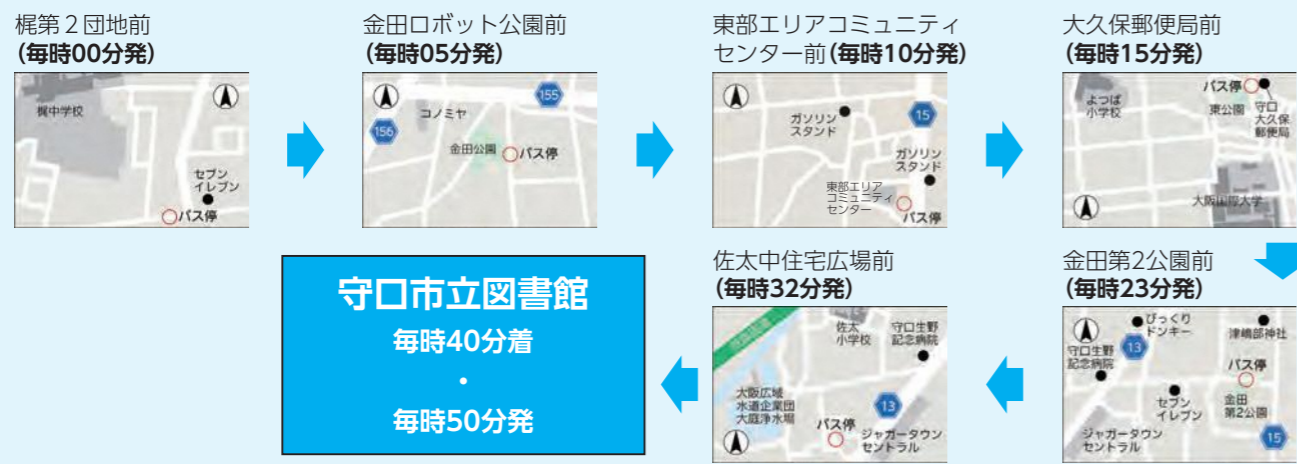 梶第２団地前
(毎時00分発)
梶中学校
セブン
イレブン
バス停
金田ロボット公園前
(毎時05分発)
155
156
コノミヤ
金田公園
バス停
東部エリアコミュニティ
センター前(毎時10分発)
ガソリン
スタンド
15
ガソリン
スタンド
東部エリア
コミュニティ
センター
バス停
大久保郵便局前
(毎時15分発)
よつば
小学校
バス停
東公園
守口
大久保
郵便局
大阪国際大学
金田第2公園前
(毎時23分発)
びっくり
ドンキー
津嶋部神社
守口生野
記念病院
13
バス停
セブン
イレブン
金田
第2公園
ジャガータウン
セントラル
15
佐太中住宅広場前
(毎時32分発)
佐太
小学校
守口生野
記念病院
大阪広域
水道企業団
大庭浄水場
13
バス停
ジャガータウン
セントラル
守口市立図書館
毎時40分着
・
毎時50分発